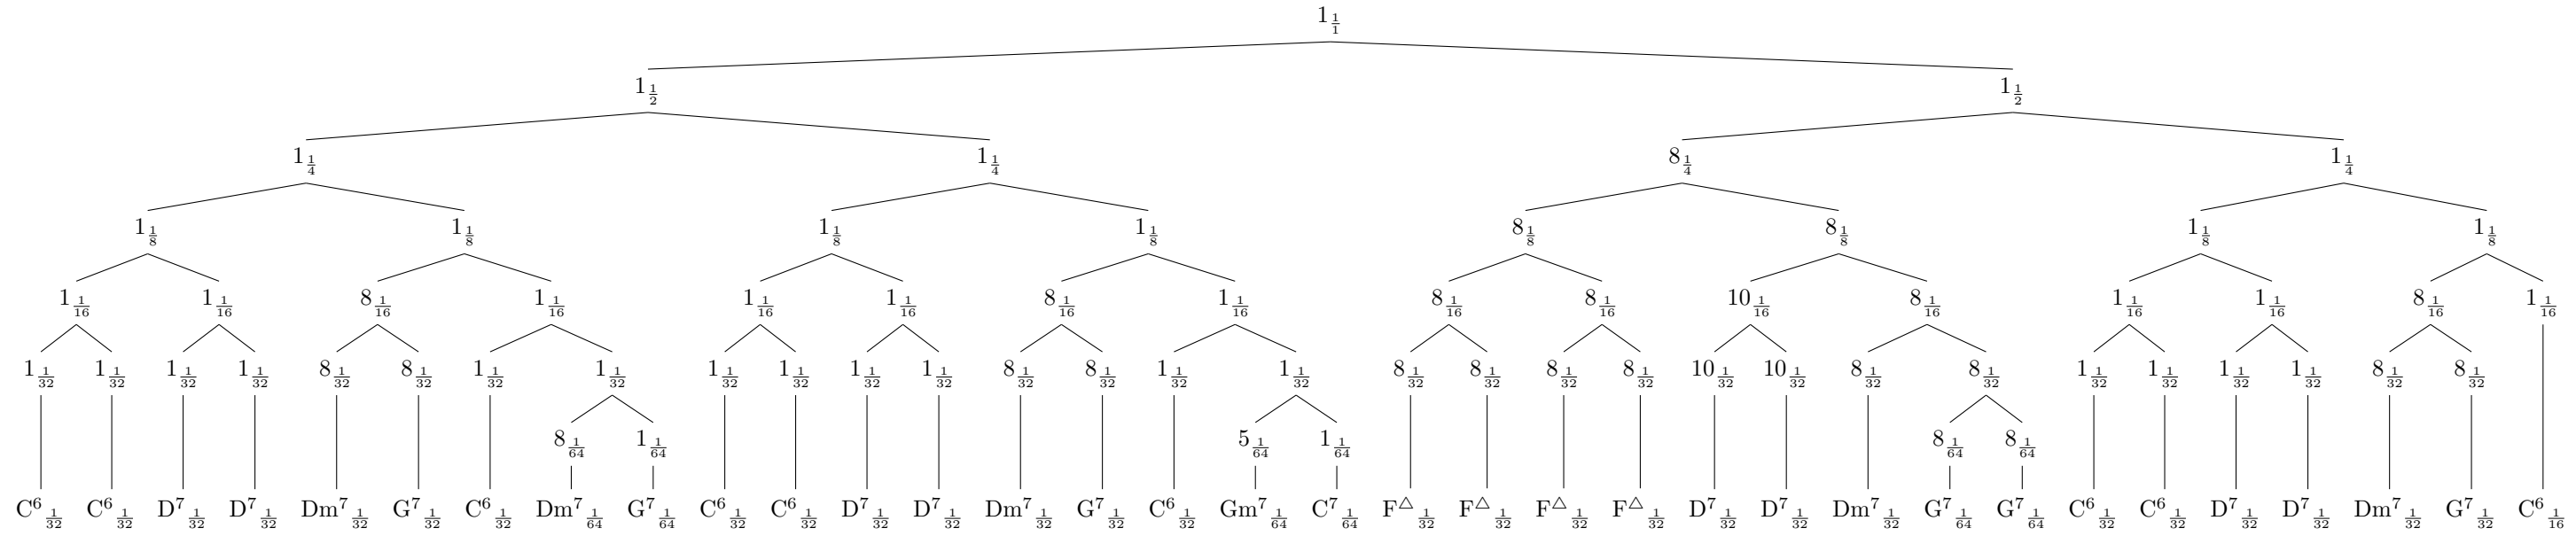 1 1/1
1 1/2 1 1/2
1 1/4 1 1/4 8 1/4 1 1/4
1 1/8 1 1/8 1 1/8 1 1/8 8 1/8 8 1/8 1 1/8 1 1/8
1 1/16 1 1/16 8 1/16 1 1/16 1 1/16 1 1/16 8 1/16 1 1/16 8 1/16 8 1/16 10 1/16 8 1/16 1 1/16 1 1/16 8 1/16 1 1/16
1 1/32 1 1/32 1 1/32 1 1/32 8 1/32 8 1/32 1 1/32 1 1/32 1 1/32 1 1/32 1 1/32 1 1/32 8 1/32 8 1/32 1 1/32 1 1/32 8 1/32 8 1/32 8 1/32 8 1/32 10 1/32 10 1/32 8 1/32 8 1/32 1 1/32 1 1/32 1 1/32 1 1/32 8 1/32 8 1/32
8 1/64 1 1/64 5 1/64 1 1/64 8 1/64 8 1/64
C⁶ 1/32 C⁶ 1/32 D⁷ 1/32 D⁷ 1/32 Dm⁷ 1/32 G⁷ 1/32 C⁶ 1/32 Dm⁷ 1/64 G⁷ 1/64 C⁶ 1/32 C⁶ 1/32 D⁷ 1/32 D⁷ 1/32 Dm⁷ 1/32 G⁷ 1/32 C⁶ 1/32 Gm⁷ 1/64 C⁷ 1/64 F△ 1/32 F△ 1/32 F△ 1/32 F△ 1/32 D⁷ 1/32 D⁷ 1/32 Dm⁷ 1/32 G⁷ 1/64 G⁷ 1/64 C⁶ 1/32 C⁶ 1/32 D⁷ 1/32 D⁷ 1/32 Dm⁷ 1/32 G⁷ 1/32 C⁶ 1/16